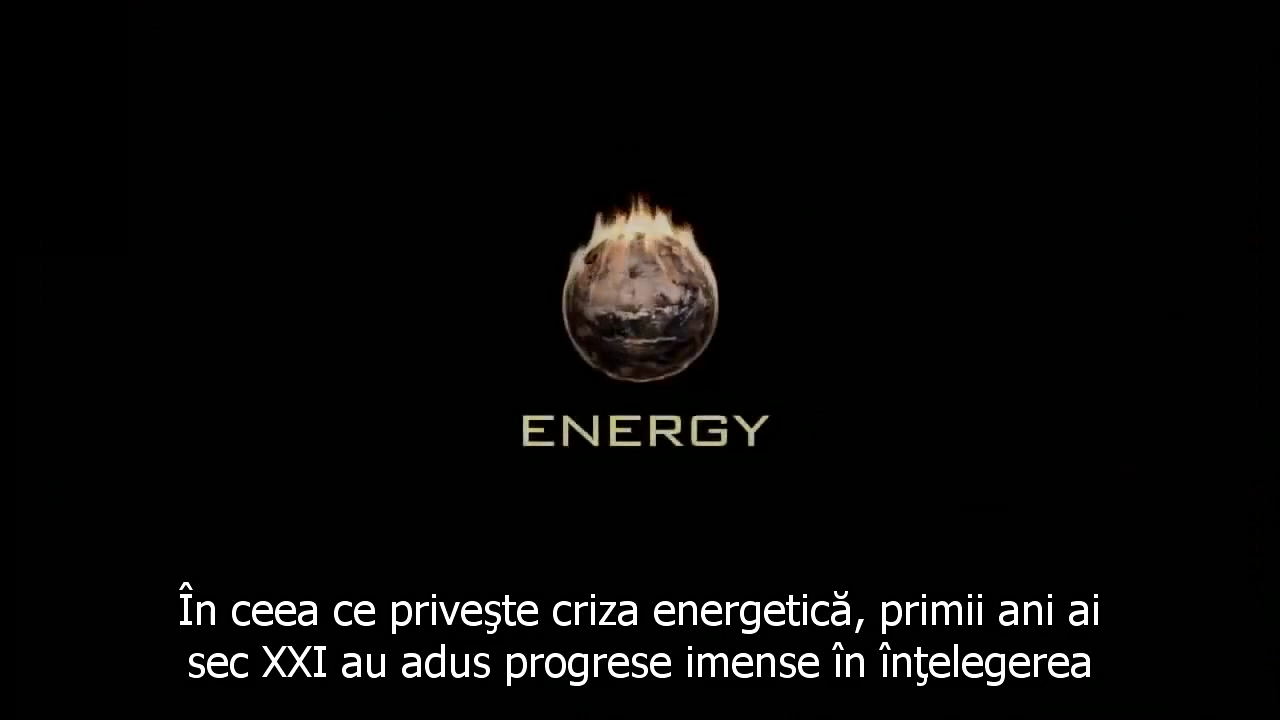 ENERGY
În ceea ce priveşte criza energetică, primii ani ai
sec XXI au adus progrese imense în înţelegerea